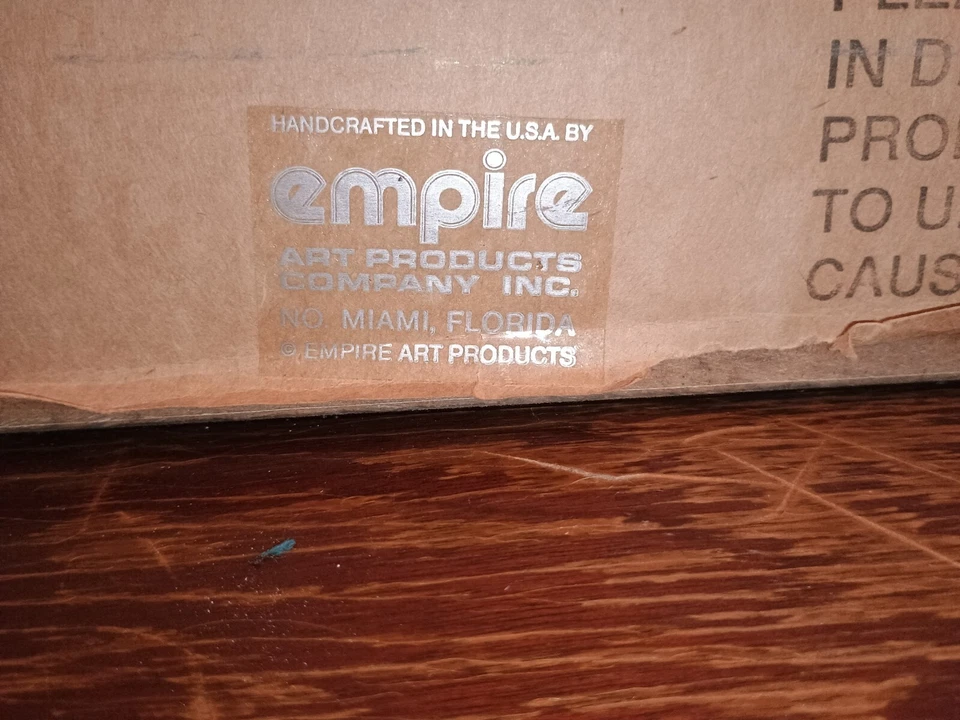 HANDCRAFTED IN THE U.S.A. BY
empire
ART PRODUCTS
COMPANY INC.
NO. MIAMI, FLORIDA
© EMPIRE ART PRODUCTS
IN D
PRO
TO U
CAUS